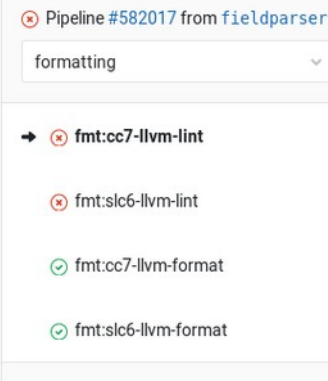 Pipeline #582017 from fieldparser
formatting
fmt:cc7-llvm-lint
fmt:slc6-llvm-lint
fmt:cc7-llvm-format
fmt:slc6-llvm-format